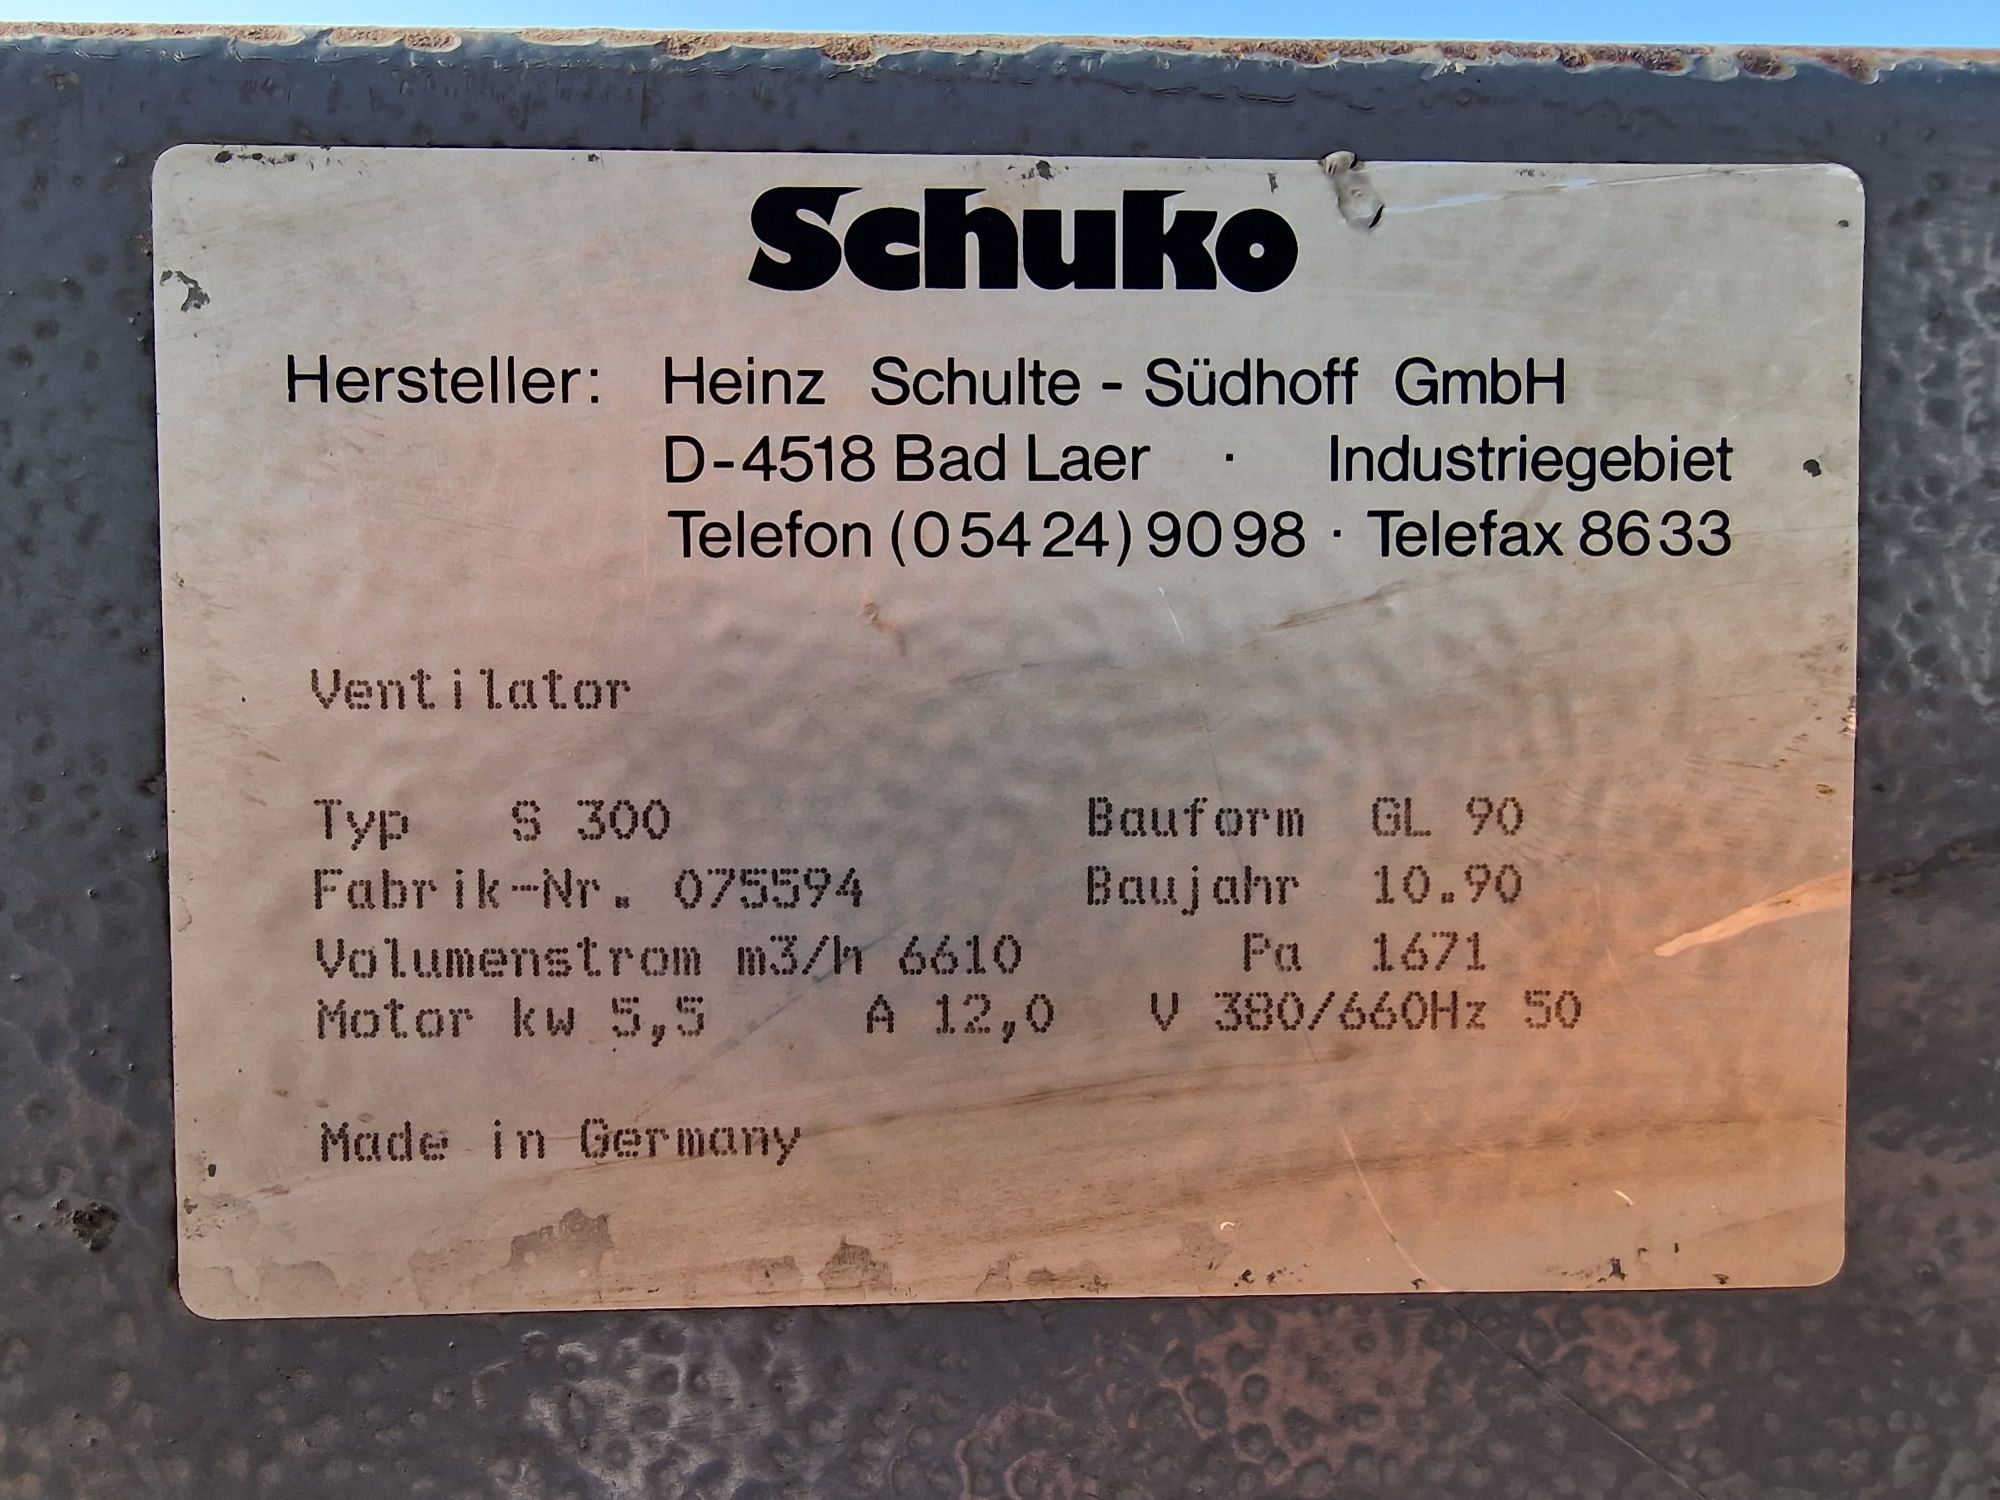 Schuko
Hersteller: Heinz Schulte - Südhoff GmbH
D-4518 Bad Laer · Industriegebiet
Telefon (05424) 9098 · Telefax 8633
Ventilator
Typ S 300 Bauform GL 90
Fabrik-Nr. 075594 Baujahr 10.90
Volumenstrom m3/h 6610 Pa 1671
Motor kw 5,5 A 12,0 V 380/660Hz 50
Made in Germany